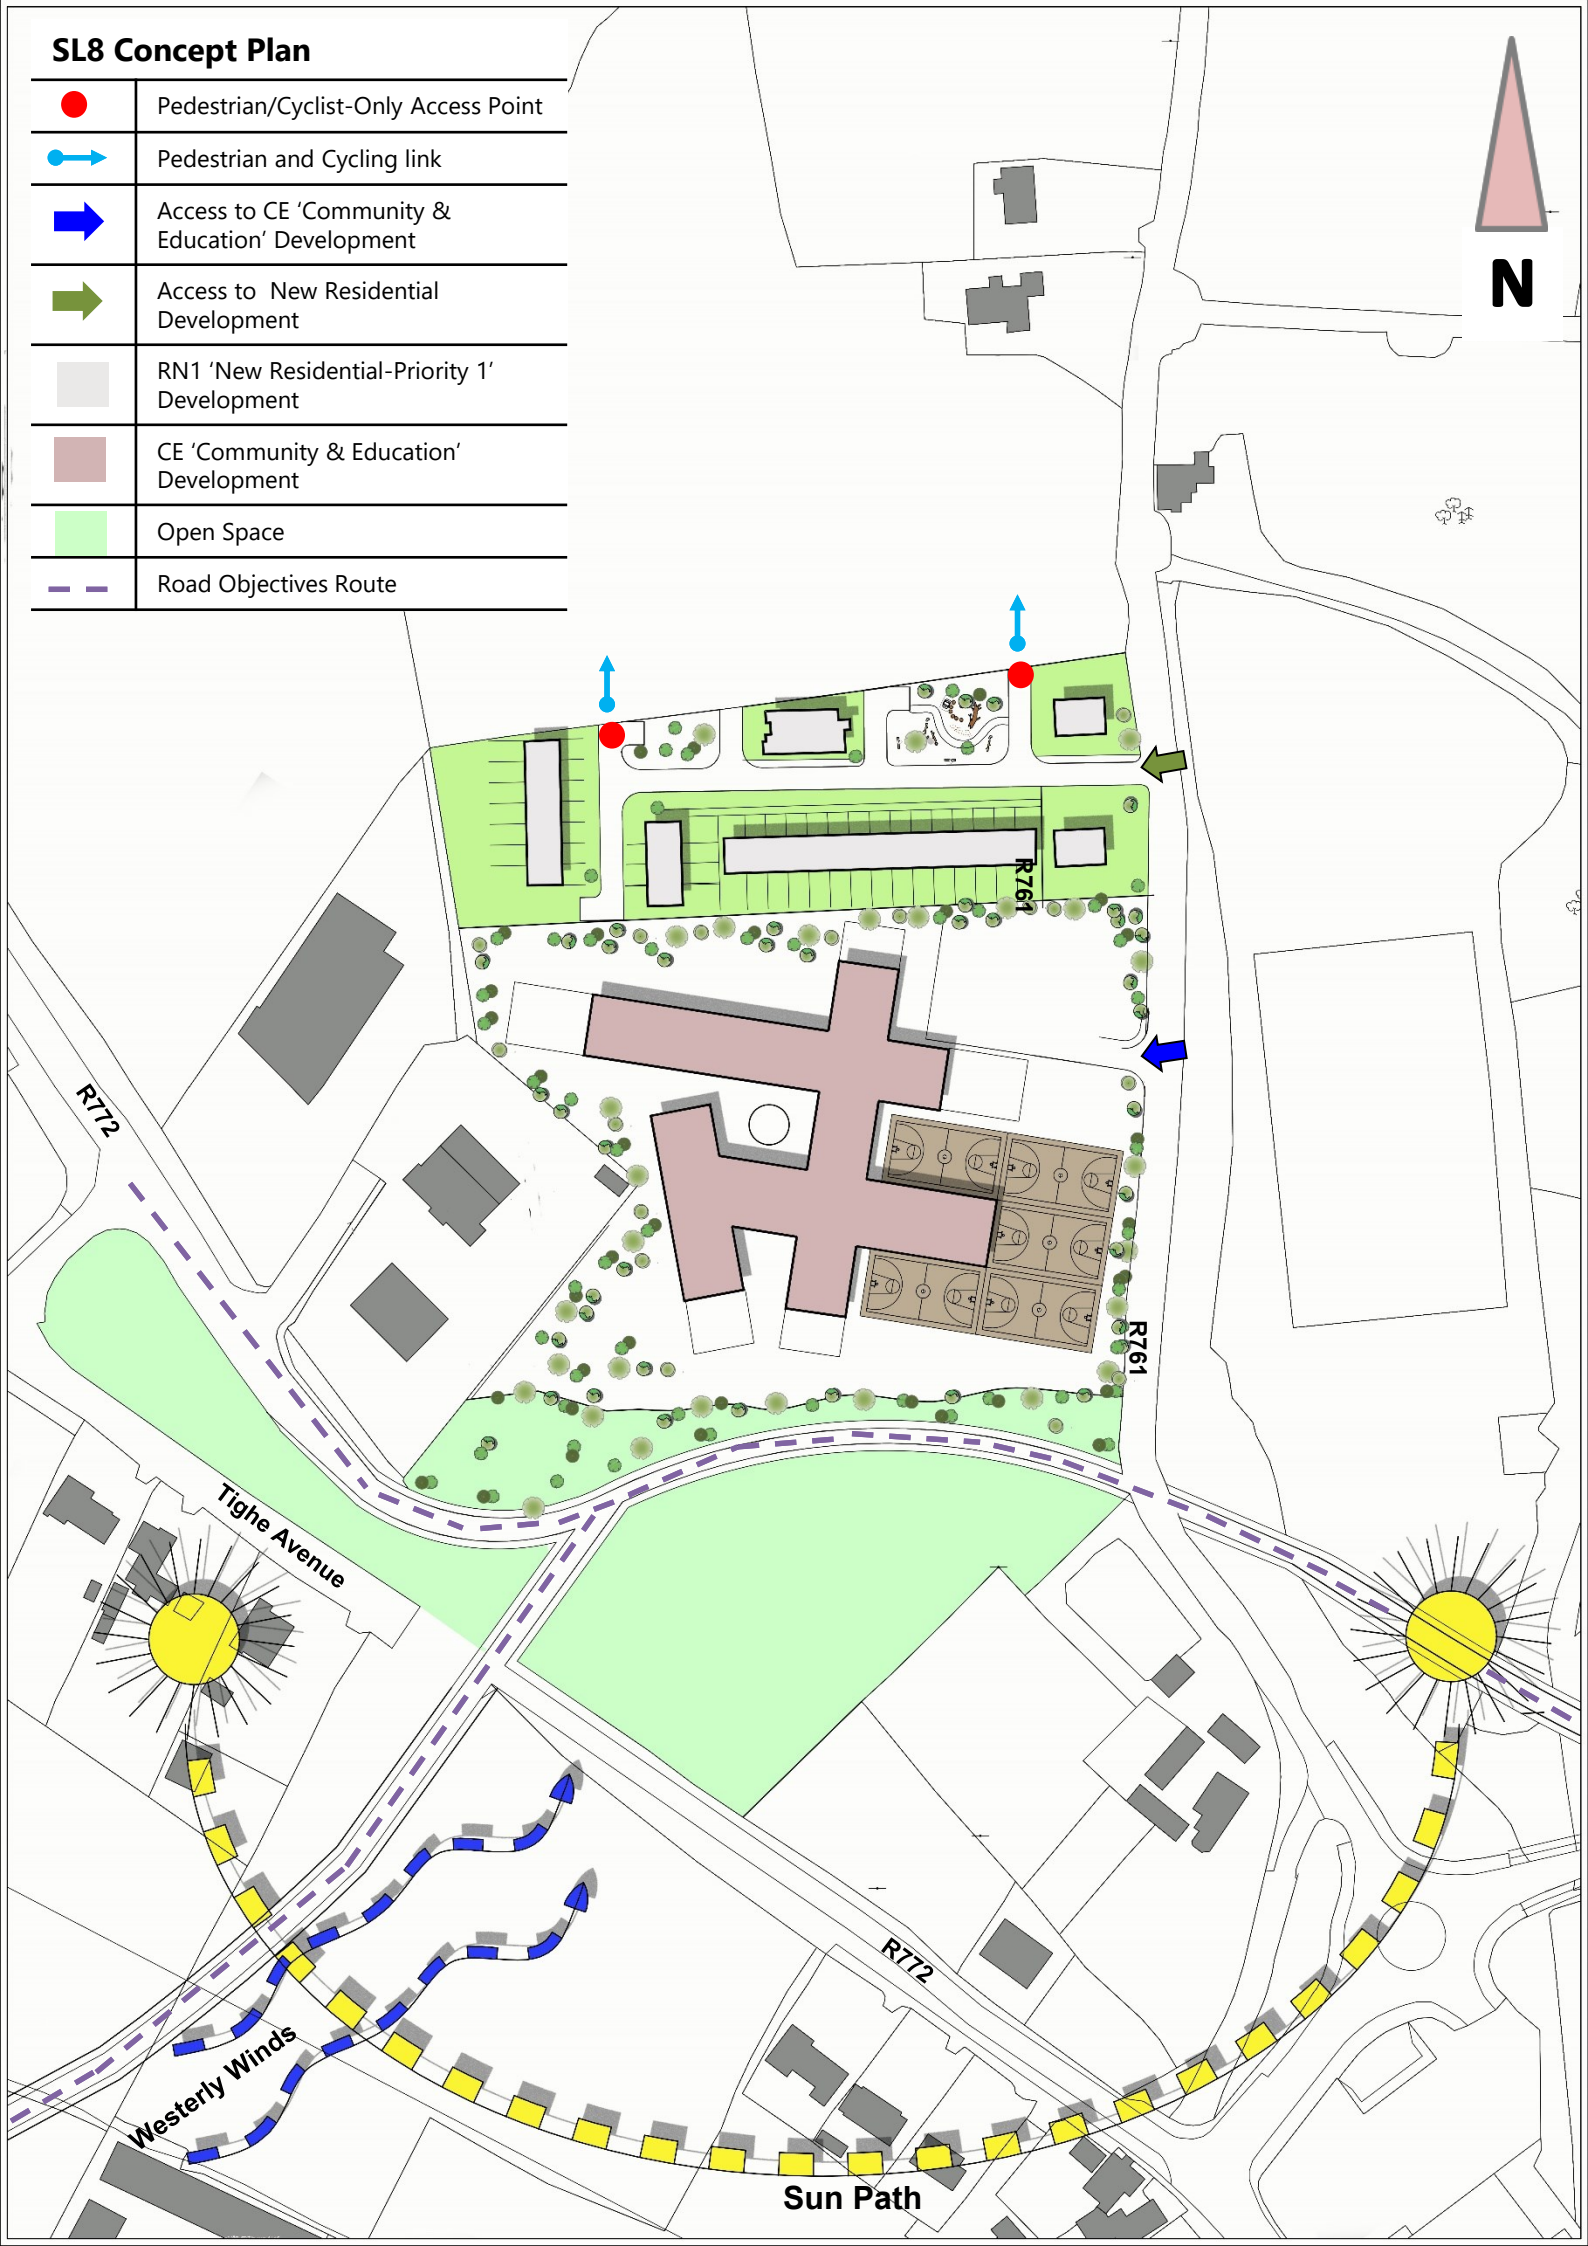 SL8 Concept Plan
Pedestrian/Cyclist-Only Access Point
Pedestrian and Cycling link
Access to CE ‘Community &
Education’ Development
Access to New Residential
Development
RN1 ‘New Residential-Priority 1’
Development
CE ‘Community & Education’
Development
Open Space
Road Objectives Route
N
R761
R772
R761
Tighe Avenue
R772
Westerly Winds
Sun Path